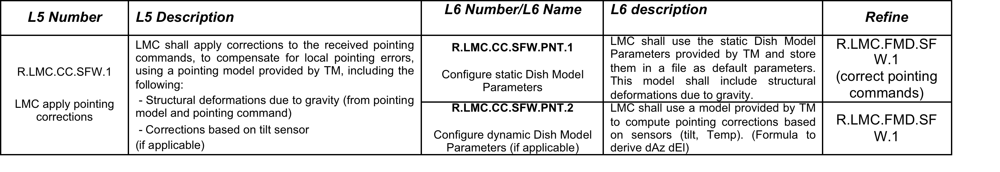 L5 Number
L5 Description
L6 Number/L6 Name
L6 description
Refine
R.LMC.CC.SFW.1
LMC apply pointing
corrections
LMC shall apply corrections to the received pointing
commands, to compensate for local pointing errors,
using a pointing model provided by TM, including the
following:
- Structural deformations due to gravity (from pointing
model and pointing command)
- Corrections based on tilt sensor
(if applicable)
R.LMC.CC.SFW.PNT.1
Configure static Dish Model
Parameters
LMC shall use the static Dish Model
Parameters provided by TM and store
them in a file as default parameters.
This model shall include structural
deformations due to gravity.
R.LMC.FMD.SF
W.1
(correct pointing
commands)
R.LMC.CC.SFW.PNT.2
Configure dynamic Dish Model
Parameters (if applicable)
LMC shall use a model provided by TM
to compute pointing corrections based
on sensors (tilt, Temp). (Formula to
derive dAz dEl)
R.LMC.FMD.SF
W.1